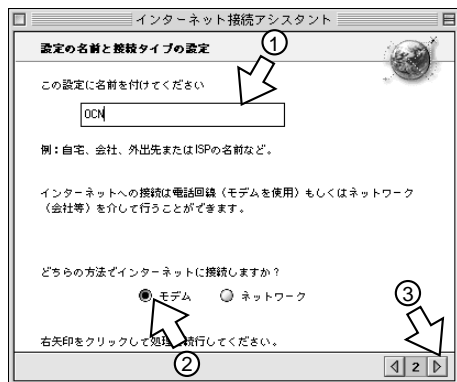 インターネット接続アシスタント
設定の名前と接続タイプの設定
①
この設定に名前を付けてください
OCN
例：自宅、会社、外出先またはISPの名前など。
インターネットへの接続は電話回線（モデムを使用）もしくはネットワーク
（会社等）を介して行うことができます。
どちらの方法でインターネットに接続しますか？
モデム ネットワーク
③
右矢印をクリックして処理 続行してください。
②
2